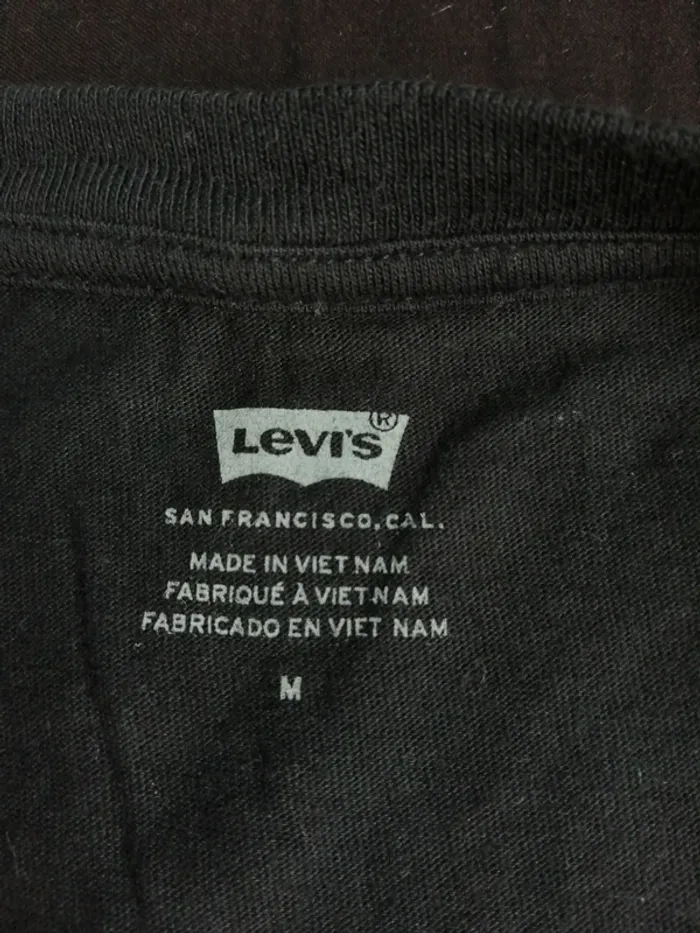 Levi's®
SAN FRANCISCO, CAL.
MADE IN VIET NAM
FABRIQUÉ À VIET NAM
FABRICADO EN VIET NAM
M